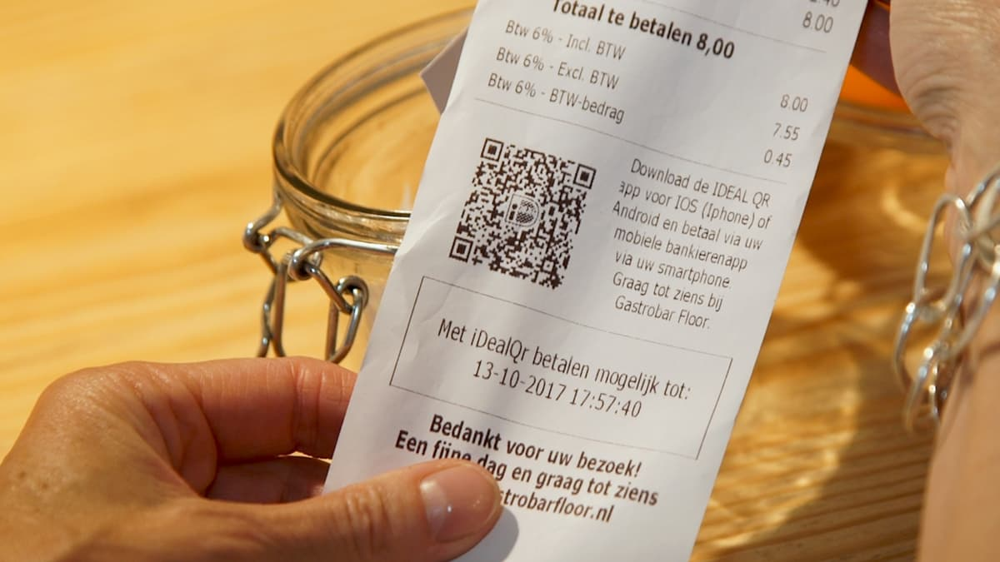 8.00
Totaal te betalen 8,00
Btw 6% - Incl. BTW 8.00
Btw 6% - Excl. BTW 7.55
Btw 6% - BTW-bedrag 0.45
Download de IDEAL QR
app voor IOS (Iphone) of
Android en betaal via uw
mobiele bankierenapp
via uw smartphone.
Graag tot ziens bij
Gastrobar Floor.
iD
Met iDealQr betalen mogelijk tot:
13-10-2017 17:57:40
Bedankt voor uw bezoek!
Een fijne dag en graag tot ziens
strobarfloor.nl